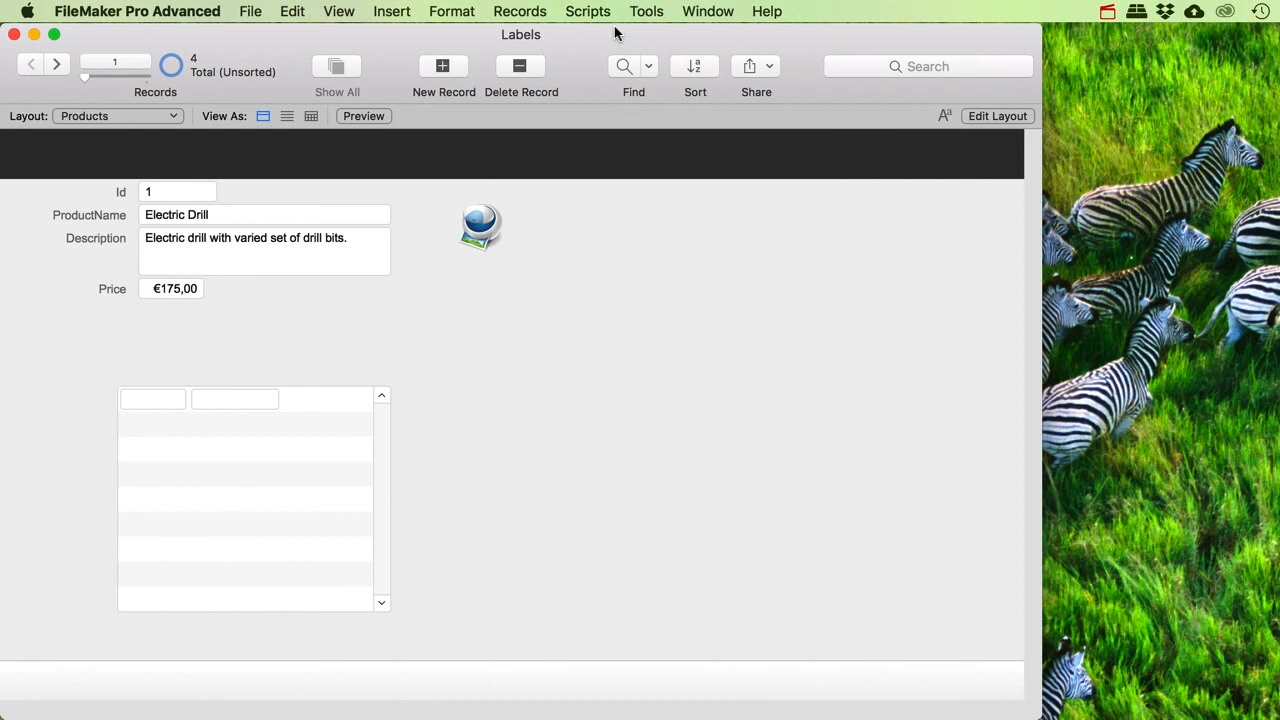 FileMaker Pro Advanced File Edit View Insert Format Records Scripts Tools Window Help
Labels
1
4
Total (Unsorted)
Records
Show All
New Record
Delete Record
Find
Sort
Share
Search
Layout: Products View As: Preview Aa Edit Layout
Id 1
ProductName Electric Drill
Description Electric drill with varied set of drill bits.
Price €175,00